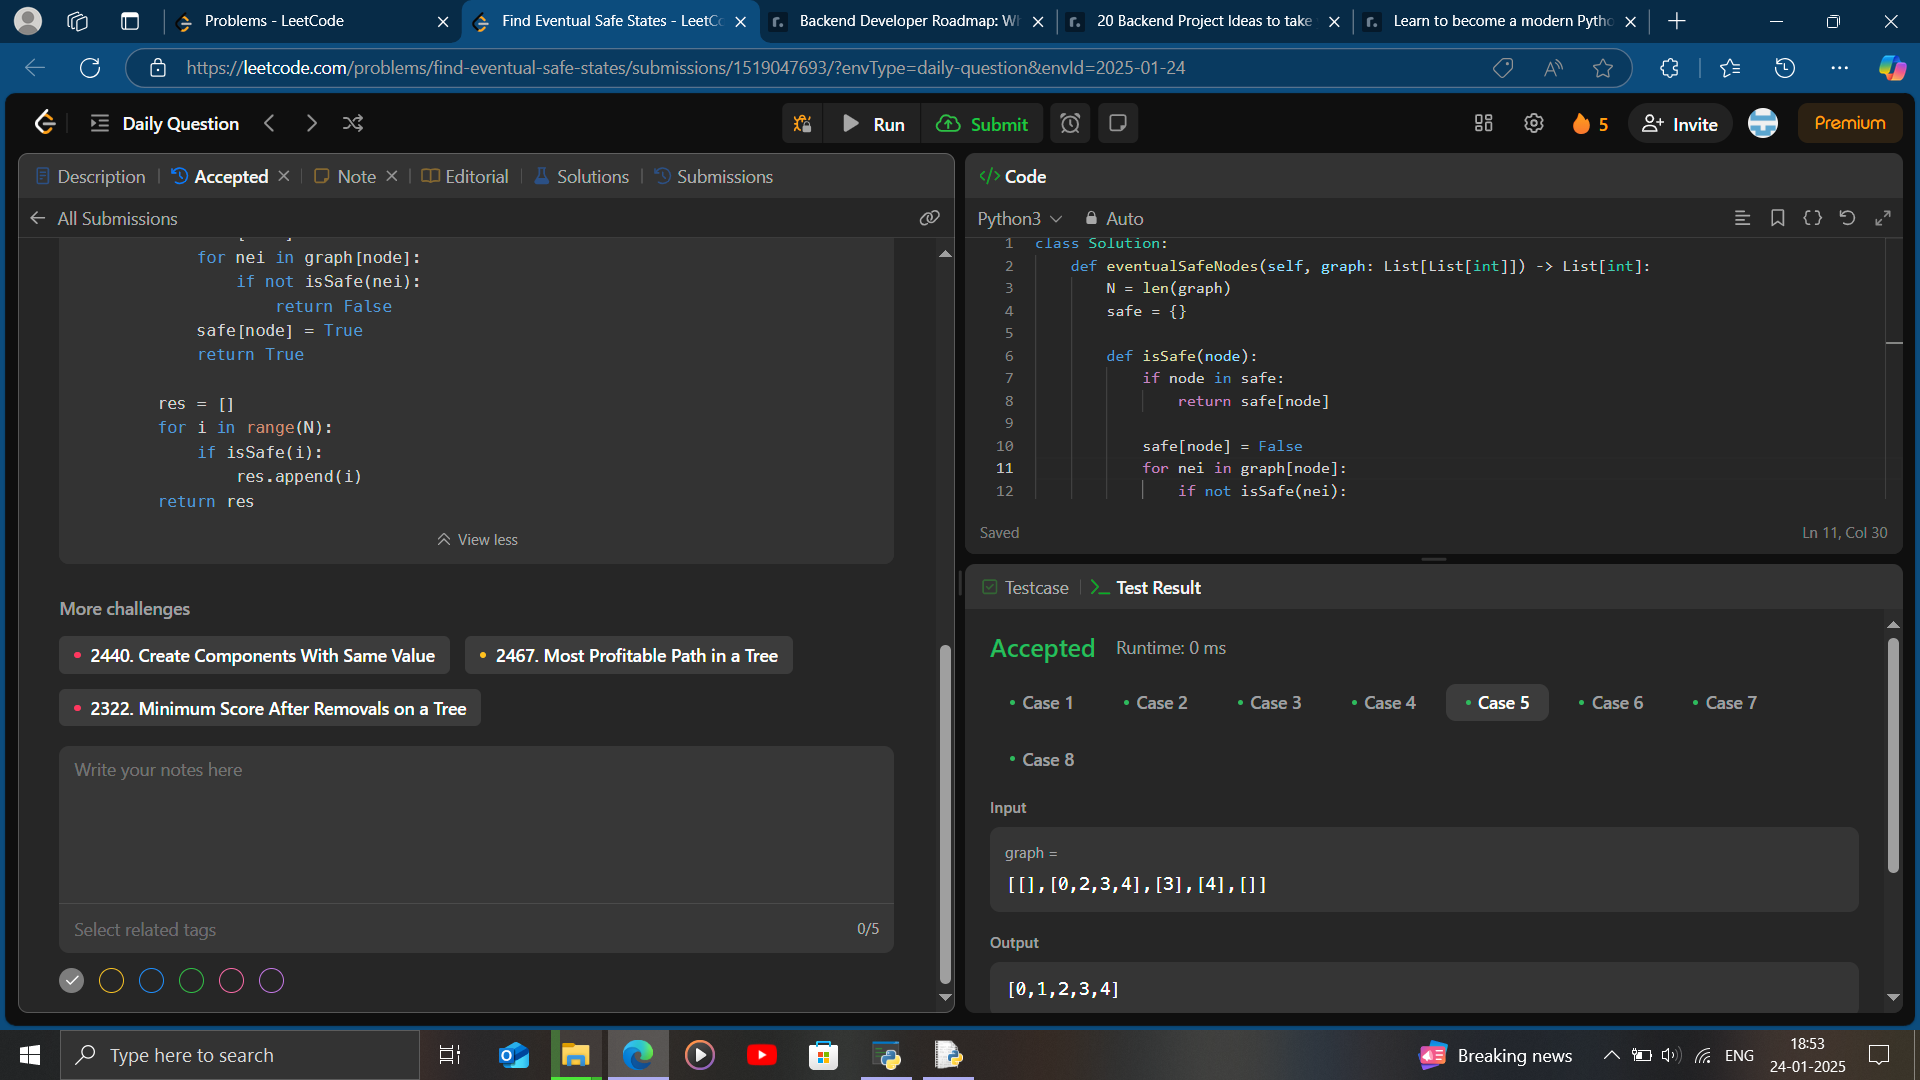 Problems - LeetCode
Find Eventual Safe States - LeetCo
Backend Developer Roadmap: Wh
20 Backend Project Ideas to take
Learn to become a modern Pytho
https://leetcode.com/problems/find-eventual-safe-states/submissions/1519047693/?envType=daily-question&envId=2025-01-24
Daily Question
Run
Submit
5
Invite
Premium
Description
Accepted
Note
Editorial
Solutions
Submissions
All Submissions
for nei in graph[node]:
if not isSafe(nei):
return False
safe[node] = True
return True
res = []
for i in range(N):
if isSafe(i):
res.append(i)
return res
View less
More challenges
2440. Create Components With Same Value
2467. Most Profitable Path in a Tree
2322. Minimum Score After Removals on a Tree
Write your notes here
Select related tags
0/5
</> Code
Python3
Auto
1 class Solution:
2 def eventualSafeNodes(self, graph: List[List[int]]) -> List[int]:
3 N = len(graph)
4 safe = {}
5
6 def isSafe(node):
7 if node in safe:
8 return safe[node]
9
10 safe[node] = False
11 for nei in graph[node]:
12 if not isSafe(nei):
Saved
Ln 11, Col 30
Testcase
Test Result
Accepted
Runtime: 0 ms
Case 1
Case 2
Case 3
Case 4
Case 5
Case 6
Case 7
Case 8
Input
graph =
[[],[0,2,3,4],[3],[4],[]]
Output
[0,1,2,3,4]
Type here to search
Breaking news
ENG
18:53
24-01-2025